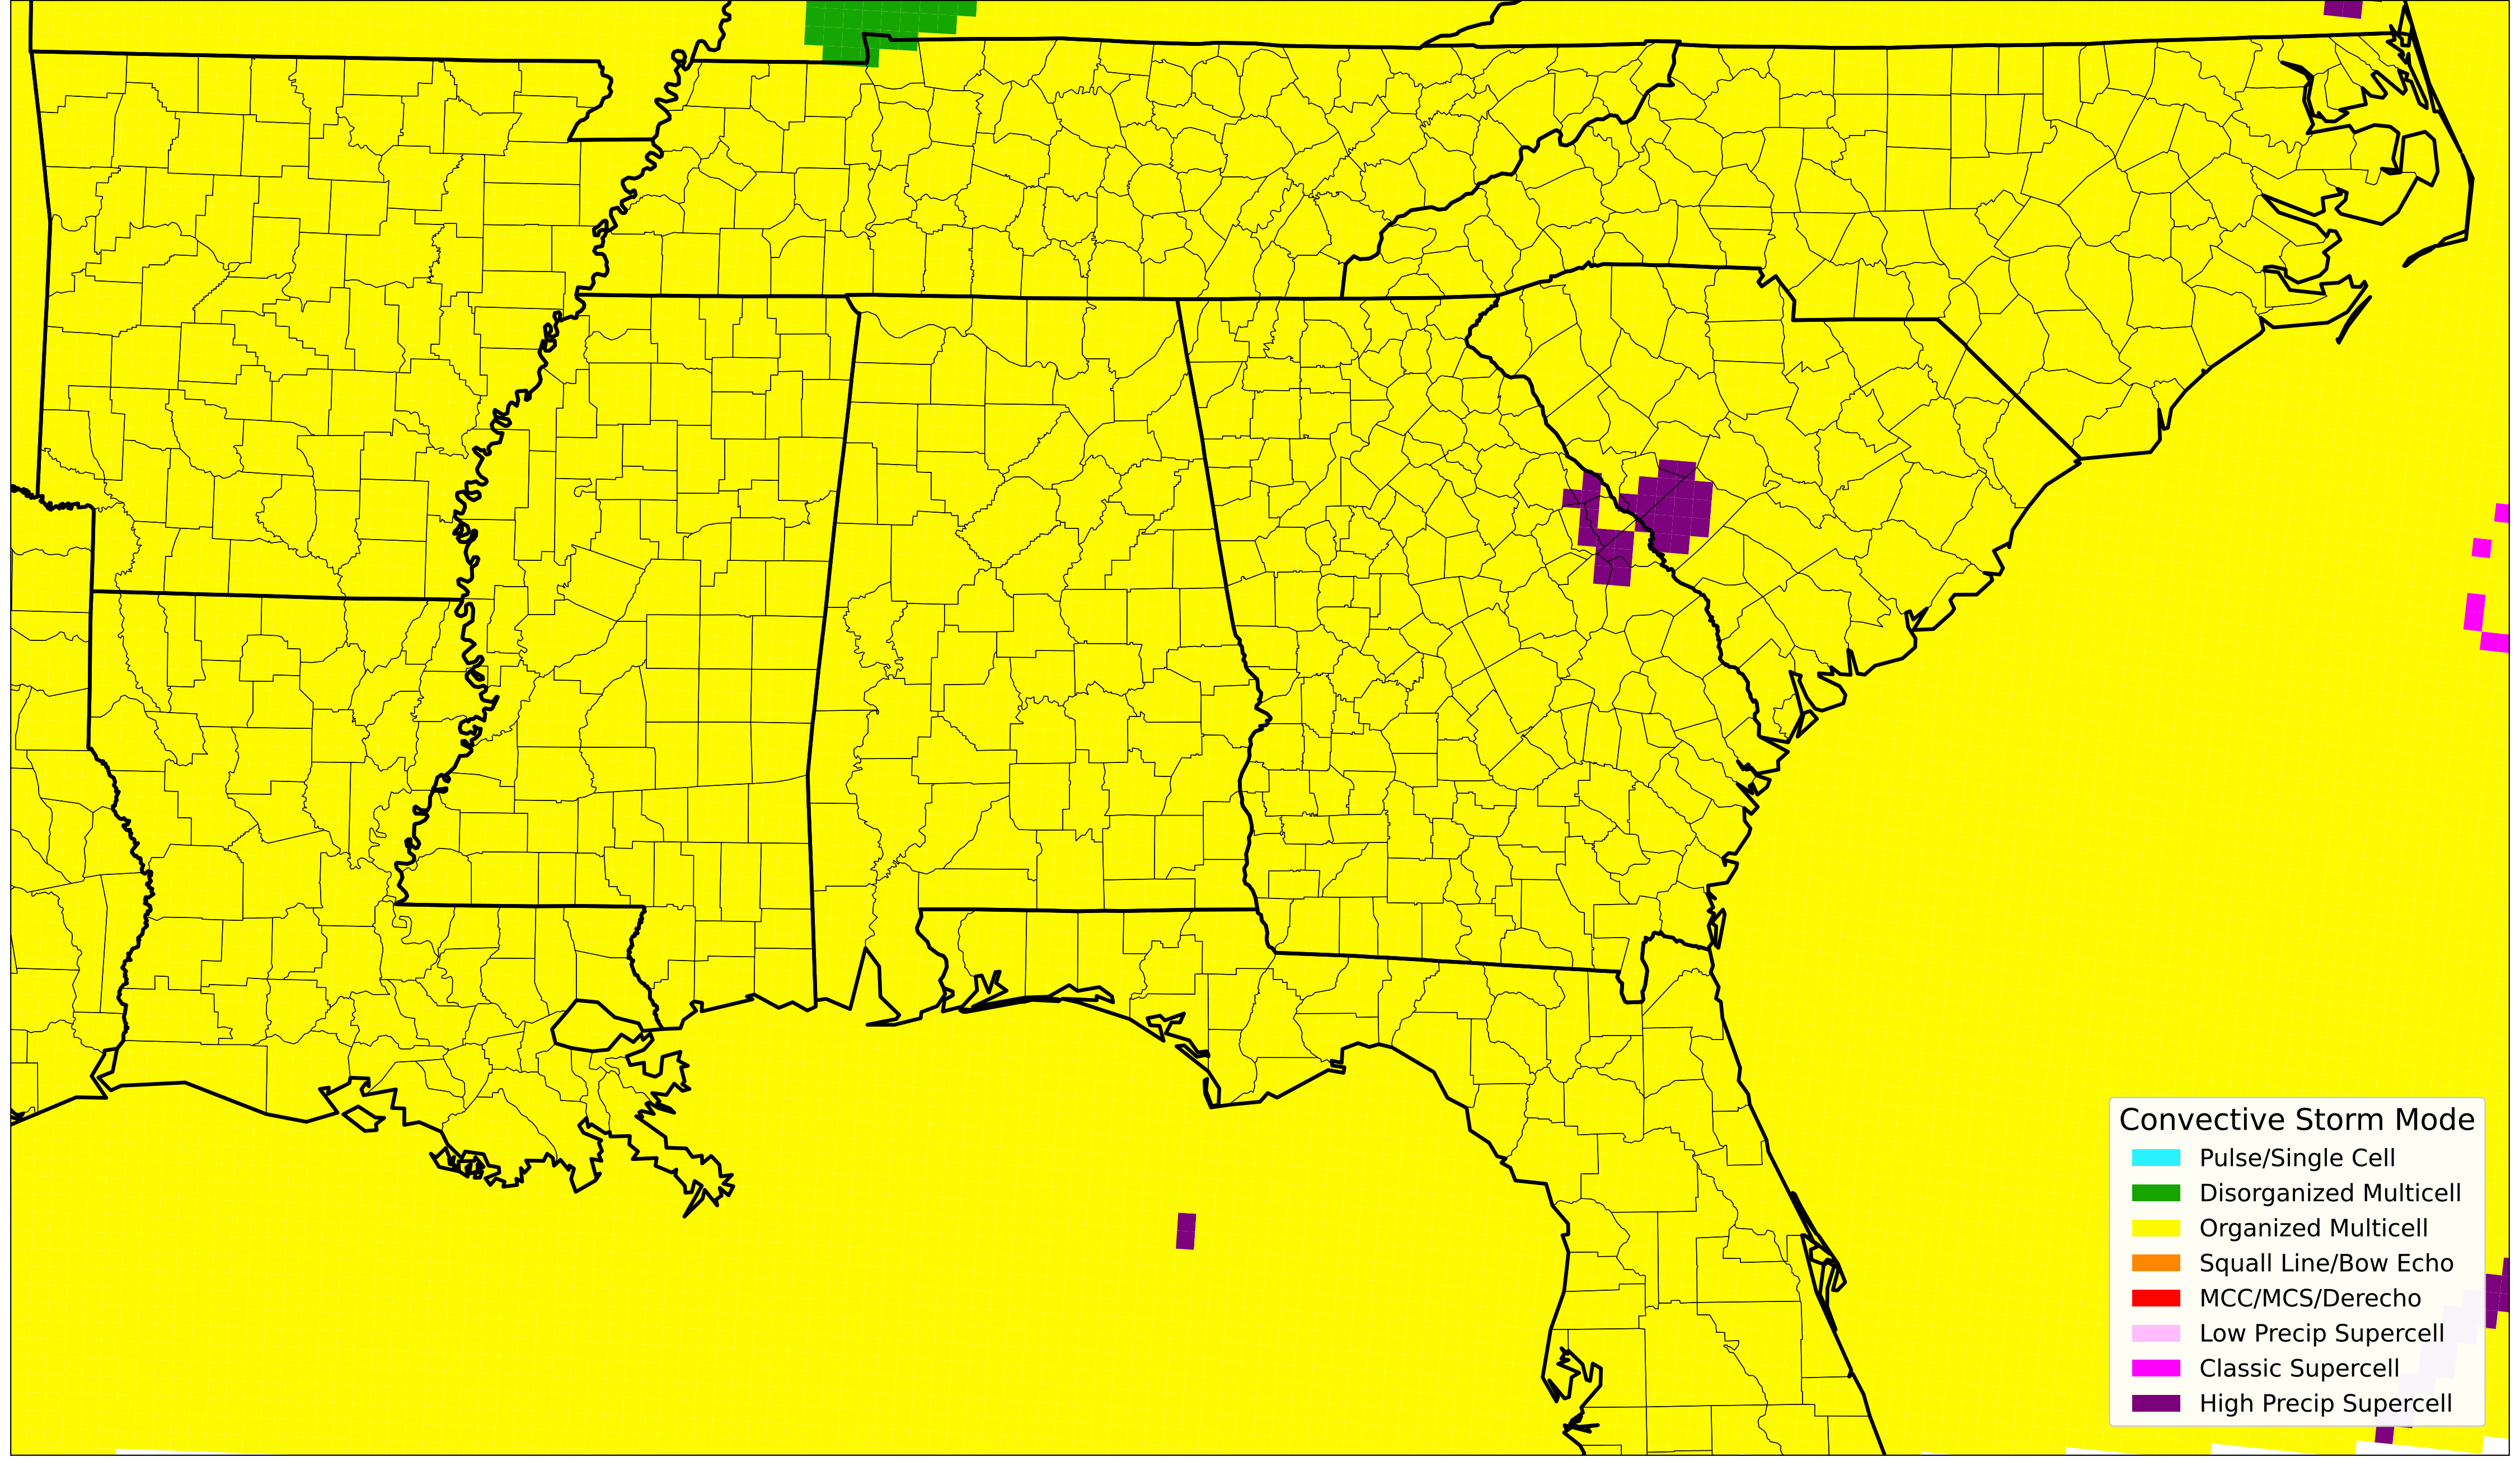 Convective Storm Mode
Pulse/Single Cell
Disorganized Multicell
Organized Multicell
Squall Line/Bow Echo
MCC/MCS/Derecho
Low Precip Supercell
Classic Supercell
High Precip Supercell